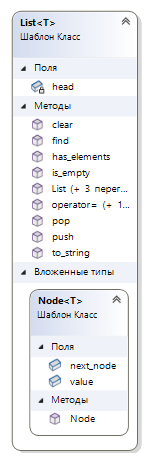 List<T>
Шаблон Класс
Поля
head
Методы
clear
find
has_elements
is_empty
List (+ 3 перег...
operator= (+ 1...
pop
push
to_string
Вложенные типы
Node<T>
Шаблон Класс
Поля
next_node
value
Методы
Node